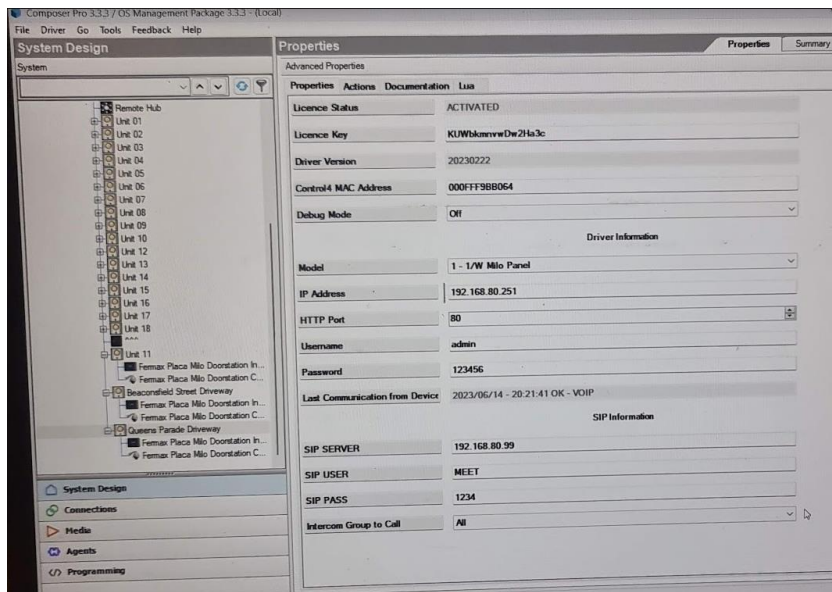 Composer Pro 3.3.3 / OS Management Package 3.3.3 - (Local)
File Driver Go Tools Feedback Help
System Design
System
Remote Hub
Unit 01
Unit 02
Unit 03
Unit 04
Unit 05
Unit 06
Unit 07
Unit 08
Unit 09
Unit 10
Unit 12
Unit 13
Unit 14
Unit 15
Unit 16
Unit 17
Unit 18
^^^
Unit 11
Fermax Placa Milo Doorstation In...
Fermax Placa Milo Doorstation C...
Beaconsfield Street Driveway
Fermax Placa Milo Doorstation In...
Fermax Placa Milo Doorstation C...
Queens Parade Driveway
Fermax Placa Milo Doorstation In...
Fermax Placa Milo Doorstation C...
System Design
Connections
Media
Agents
Programming
Properties
Properties Summary
Advanced Properties
Properties Actions Documentation Lua
Licence Status ACTIVATED
Licence Key KUWbkmnvwDw2Ha3c
Driver Version 20230222
Control4 MAC Address 000FFF9BB064
Debug Mode Off
Driver Information
Model 1 - 1/W Milo Panel
IP Address 192.168.80.251
HTTP Port 80
Username admin
Password 123456
Last Communication from Device 2023/06/14 - 20:21:41 OK - VOIP
SIP Information
SIP SERVER 192.168.80.99
SIP USER MEET
SIP PASS 1234
Intercom Group to Call All